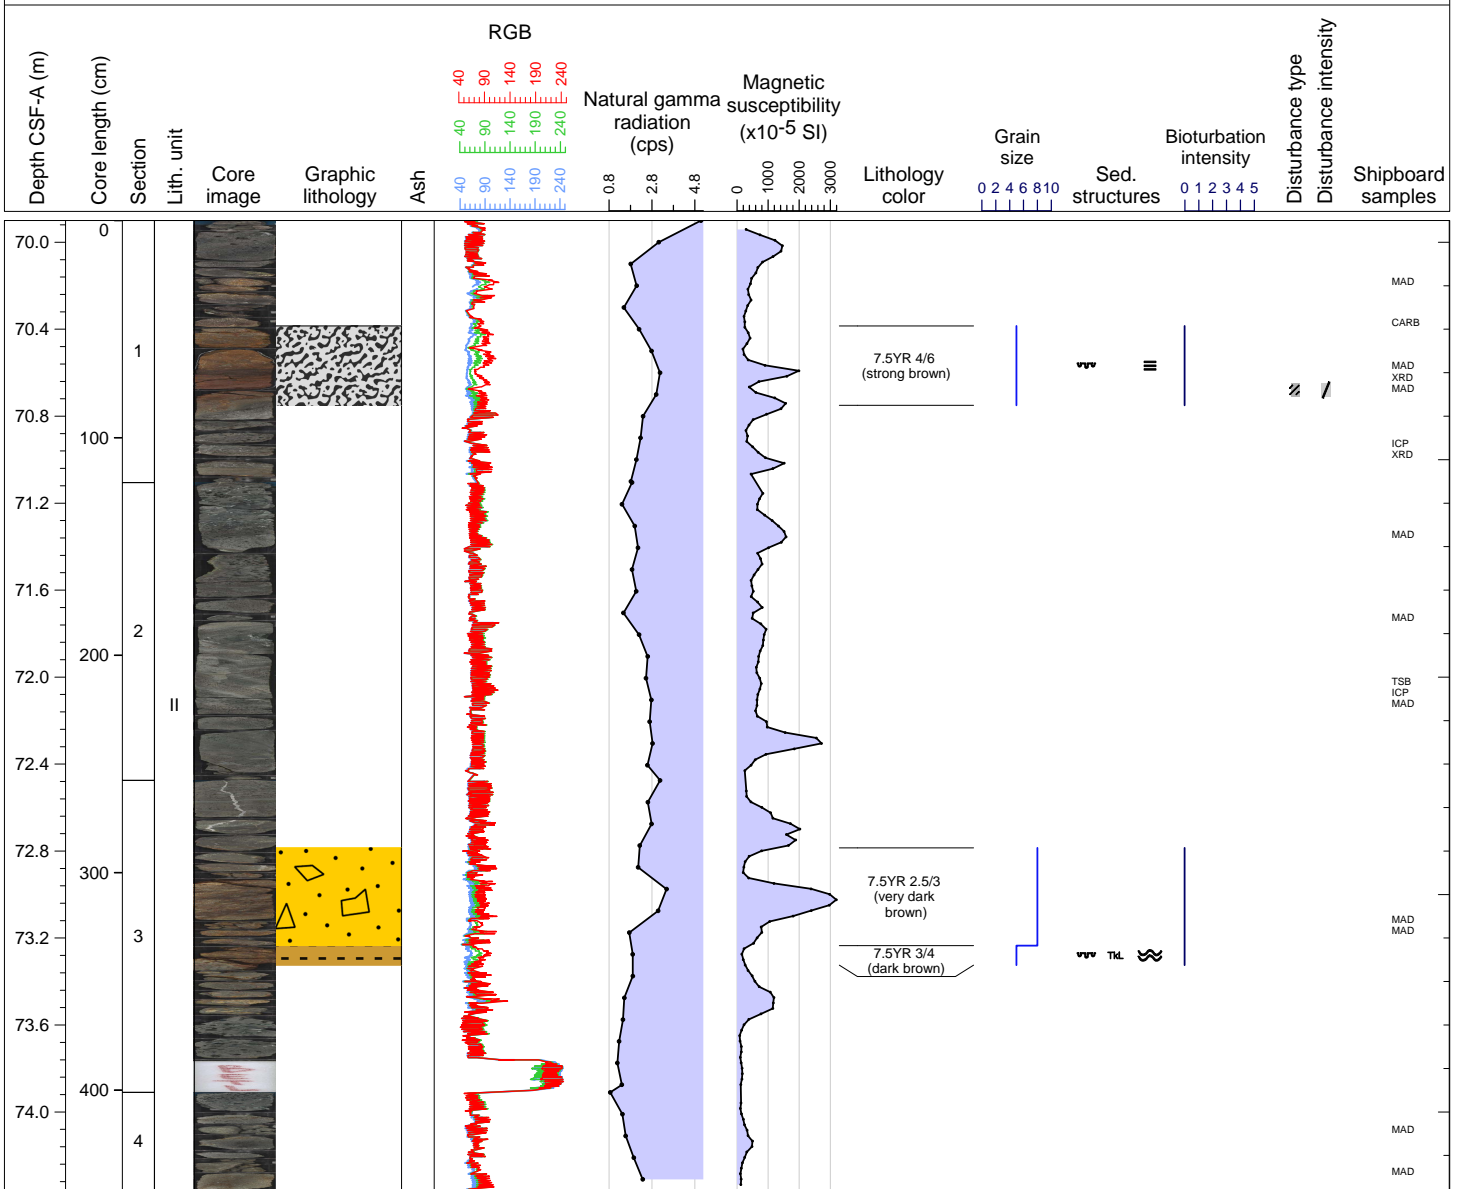 RGB
40 90 140 190 240
40 90 140 190 240
40 90 140 190 240
Depth CSF-A (m)
Core length (cm)
Section
Lith. unit
Core
image
Graphic
lithology
Ash
Natural gamma
radiation
(cps)
0.8 2.8 4.8
Magnetic
susceptibility
(x10-5 SI)
0 1000 2000 3000
Lithology
color
Grain
size
0 2 4 6 8 10
Sed.
structures
Bioturbation
intensity
0 1 2 3 4 5
Disturbance type
Disturbance intensity
Shipboard
samples
70.0
70.4
70.8
71.2
71.6
72.0
72.4
72.8
73.2
73.6
74.0
0
100
200
300
400
1
2
3
4
II
7.5YR 4/6
(strong brown)
7.5YR 2.5/3
(very dark
brown)
7.5YR 3/4
(dark brown)
TkL
MAD
CARB
MAD
XRD
MAD
ICP
XRD
MAD
MAD
TSB
ICP
MAD
MAD
MAD
MAD
MAD